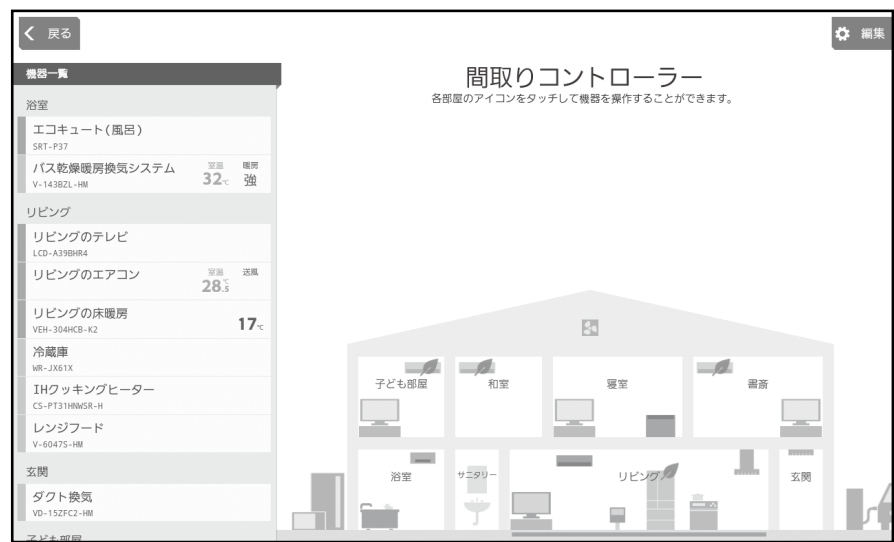 戻る
編集
機器一覧
間取りコントローラー
各部屋のアイコンをタッチして機器を操作することができます。
浴室
エコキュート(風呂)
SRT-P37
バス乾燥暖房換気システム 室温 暖房
V-143BZL-HM 32℃ 強
リビング
リビングのテレビ
LCD-A39BHR4
リビングのエアコン 室温 送風
28.5℃
リビングの床暖房
VEH-304HCB-K2 17℃
冷蔵庫
WR-JX61X
IHクッキングヒーター
CS-PT31HNWSR-H
レンジフード
V-6047S-HM
玄関
ダクト換気
VD-15ZFC2-HM
子ども部屋
子ども部屋 和室 寝室 書斎
浴室 サニタリー リビング 玄関